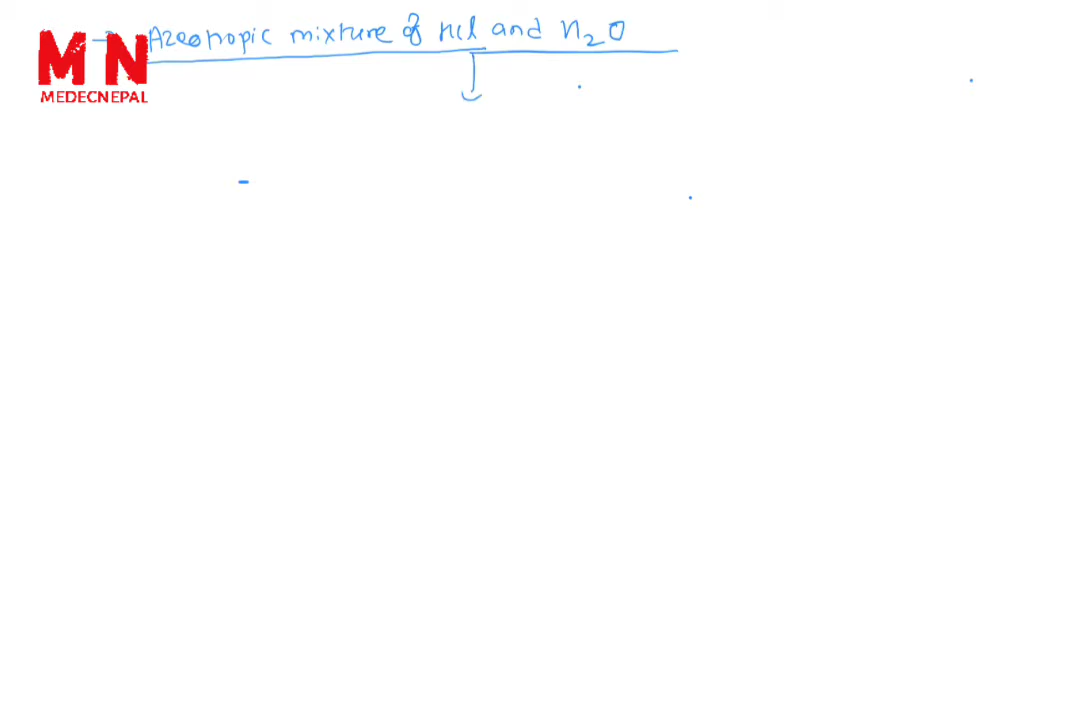 → Azeotropic mixture of HCl and H₂O
MN
MEDECNEPAL